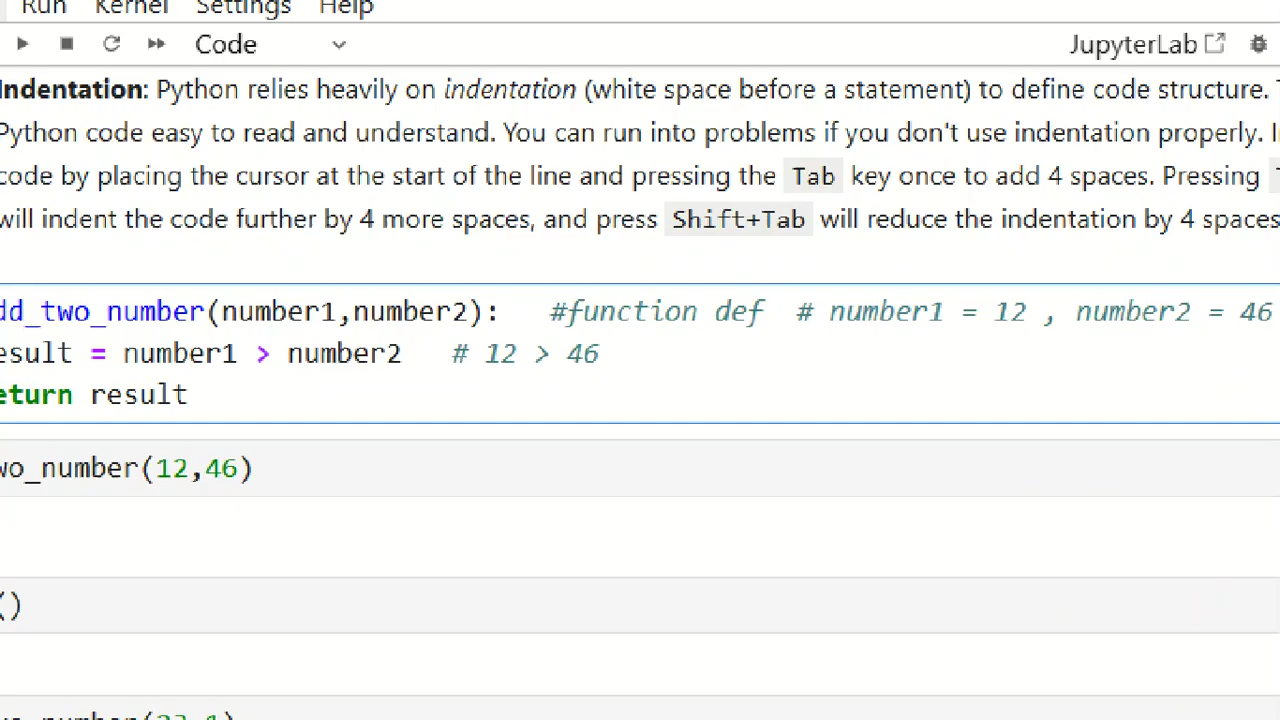 Run Kernel Settings Help
Code JupyterLab
Indentation: Python relies heavily on indentation (white space before a statement) to define code structure.
Python code easy to read and understand. You can run into problems if you don't use indentation properly.
code by placing the cursor at the start of the line and pressing the Tab key once to add 4 spaces. Pressing
will indent the code further by 4 more spaces, and press Shift+Tab will reduce the indentation by 4 spaces
dd_two_number(number1,number2): #function def # number1 = 12 , number2 = 46
esult = number1 > number2 # 12 > 46
eturn result
wo_number(12,46)
()
wo_number(23,1)